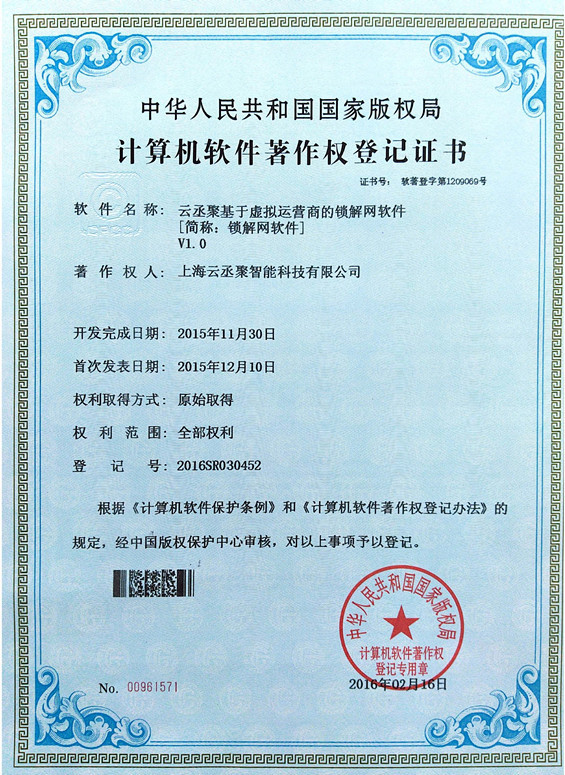 中华人民共和国国家版权局
计算机软件著作权登记证书
证书号： 软著登字第1209069号
软件名称： 云丞聚基于虚拟运营商的锁解网软件
[简称：锁解网软件]
V1.0
著作权人： 上海云丞聚智能科技有限公司
开发完成日期： 2015年11月30日
首次发表日期： 2015年12月10日
权利取得方式： 原始取得
权利范围： 全部权利
登记号： 2016SR030452
根据《计算机软件保护条例》和《计算机软件著作权登记办法》的
规定，经中国版权保护中心审核，对以上事项予以登记。
中华人民共和国国家版权局
计算机软件著作权
登记专用章
No. 00961571
2016年02月16日